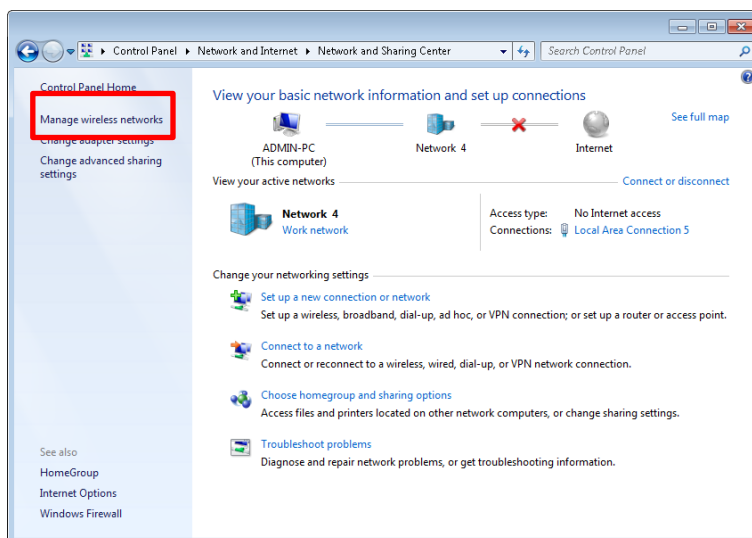 Control Panel Network and Internet Network and Sharing Center Search Control Panel
Control Panel Home
Manage wireless networks
Change adapter settings
Change advanced sharing
settings
View your basic network information and set up connections
See full map
ADMIN-PC
(This computer)
Network 4
Internet
View your active networks
Connect or disconnect
Network 4
Work network
Access type: No Internet access
Connections: Local Area Connection 5
Change your networking settings
Set up a new connection or network
Set up a wireless, broadband, dial-up, ad hoc, or VPN connection; or set up a router or access point.
Connect to a network
Connect or reconnect to a wireless, wired, dial-up, or VPN network connection.
Choose homegroup and sharing options
Access files and printers located on other network computers, or change sharing settings.
Troubleshoot problems
Diagnose and repair network problems, or get troubleshooting information.
See also
HomeGroup
Internet Options
Windows Firewall